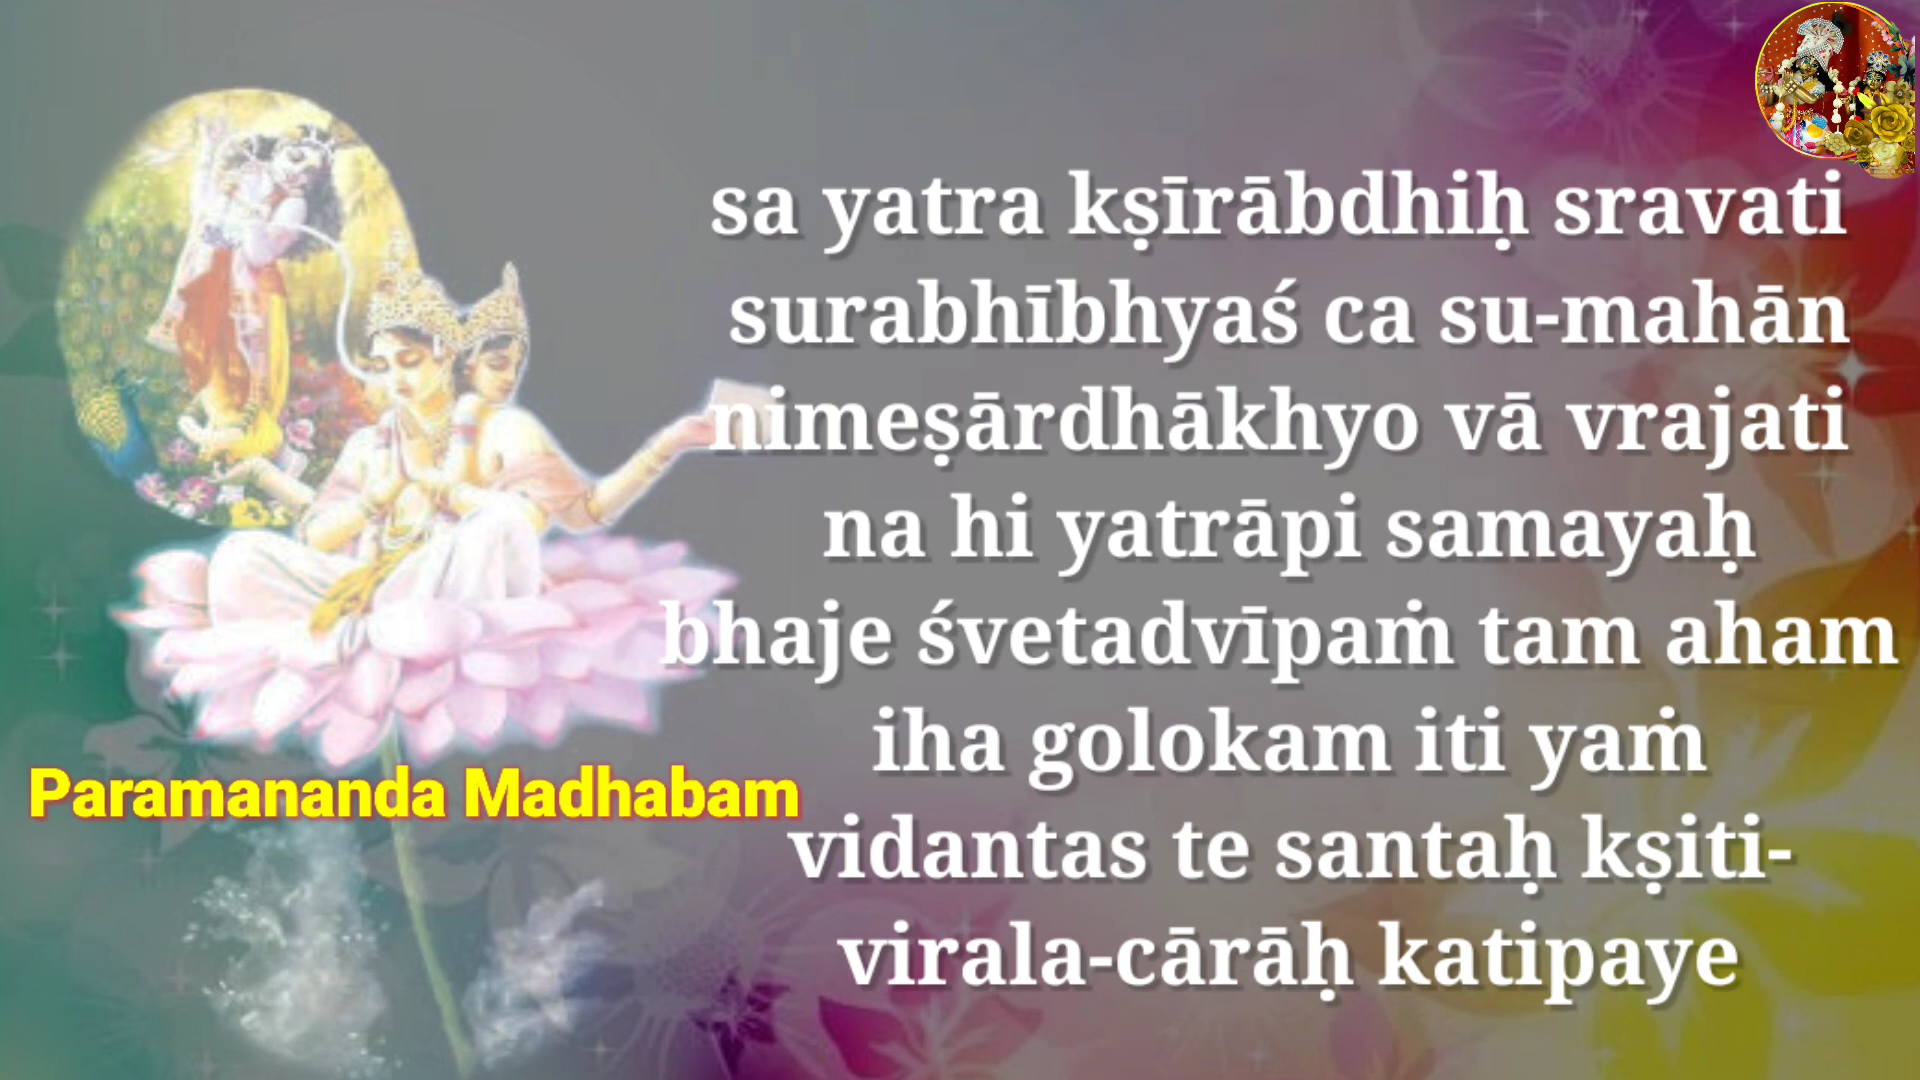 sa yatra kṣīrābdhiḥ sravati
surabhībhyaś ca su-mahān
nimeṣārdhākhyo vā vrajati
na hi yatrāpi samayaḥ
bhaje śvetadvīpaṁ tam aham
iha golokam iti yaṁ
Paramananda Madhabam
vidantas te santaḥ kṣiti-
virala-cārāḥ katipaye